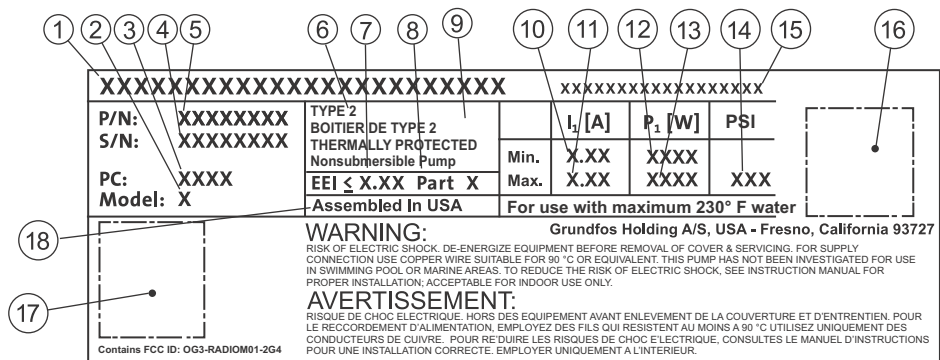 1 2 3 4 5 6 7 8 9 10 11 12 13 14 15 16
XXXXXXXXXXXXXXXXXXXXXXXX XXXXXXXXXXXXXXXXXX
P/N: XXXXXXXX
S/N: XXXXXXXX
PC: XXXX
Model: X
TYPE 2
BOITIER DE TYPE 2
THERMALLY PROTECTED
Nonsubmersible Pump
EEI ≤ X.XX Part X
Assembled In USA
I₁ [A] P₁ [W] PSI
Min. X.XX XXXX
Max. X.XX XXXX XXX
For use with maximum 230° F water
Grundfos Holding A/S, USA - Fresno, California 93727
18
17
WARNING:
RISK OF ELECTRIC SHOCK. DE-ENERGIZE EQUIPMENT BEFORE REMOVAL OF COVER & SERVICING. FOR SUPPLY
CONNECTION USE COPPER WIRE SUITABLE FOR 90 °C OR EQUIVALENT. THIS PUMP HAS NOT BEEN INVESTIGATED FOR USE
IN SWIMMING POOL OR MARINE AREAS. TO REDUCE THE RISK OF ELECTRIC SHOCK, SEE INSTRUCTION MANUAL FOR
PROPER INSTALLATION; ACCEPTABLE FOR INDOOR USE ONLY.
AVERTISSEMENT:
RISQUE DE CHOC ELECTRIQUE. HORS DES EQUIPEMENT AVANT ENLEVEMENT DE LA COUVERTURE ET D'ENTRETIEN. POUR
LE RECCORDEMENT D'ALIMENTATION, EMPLOYEZ DES FILS QUI RESISTENT AU MOINS A 90 °C UTILISEZ UNIQUEMENT DES
CONDUCTEURS DE CUIVRE. POUR RE'DUIRE LES RISQUES DE CHOC E'LECTRIQUE, CONSULTES LE MANUEL D'INSTRUCTIONS
POUR UNE INSTALLATION CORRECTE. EMPLOYER UNIQUEMENT A L'INTERIEUR.
Contains FCC ID: OG3-RADIOM01-2G4